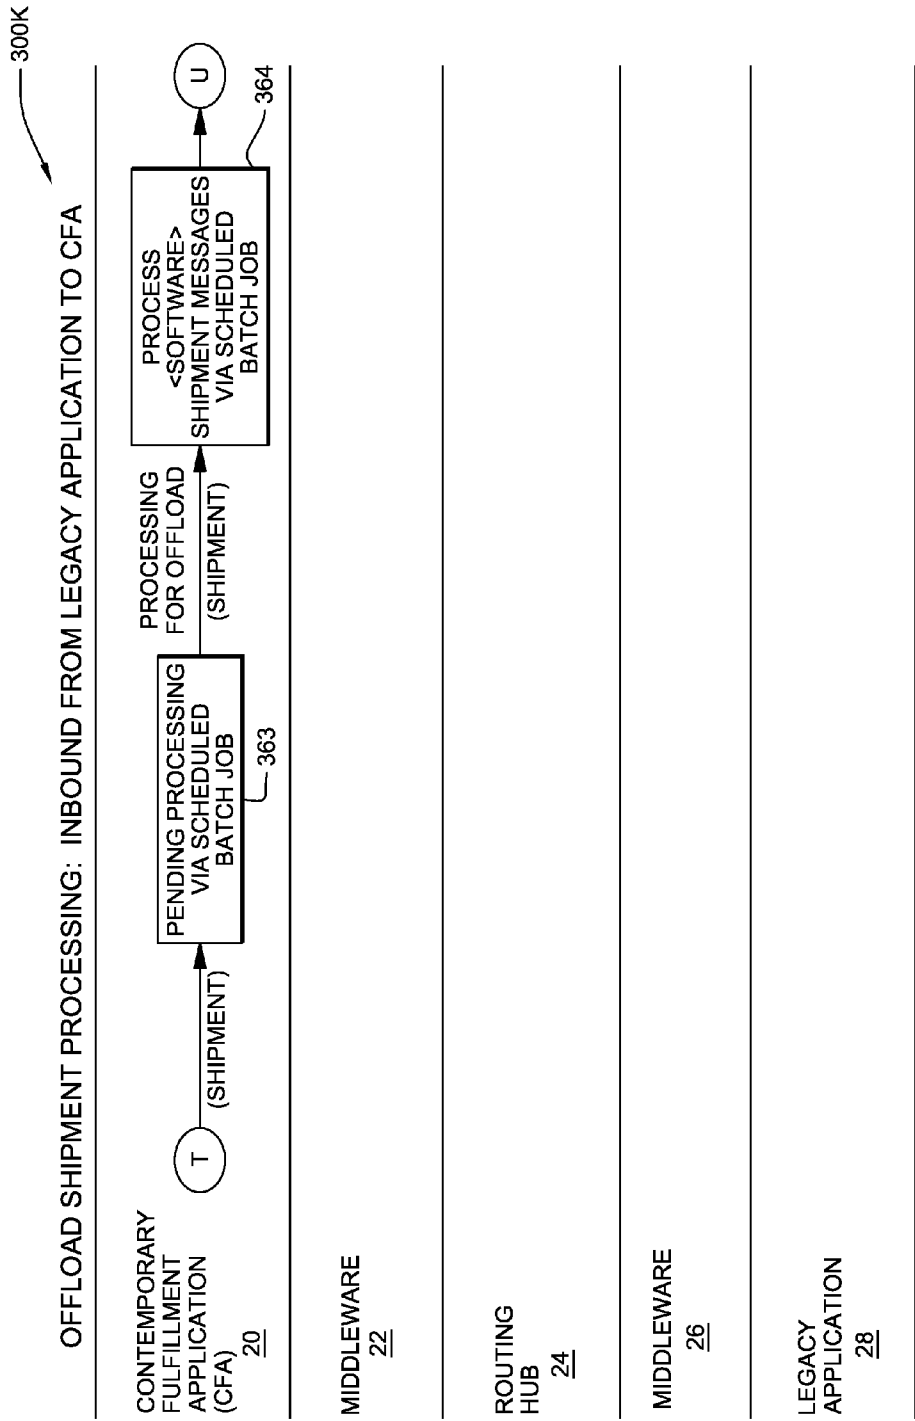 300K
OFFLOAD SHIPMENT PROCESSING: INBOUND FROM LEGACY APPLICATION TO CFA
CONTEMPORARY
FULFILLMENT
APPLICATION
(CFA)
20
T
(SHIPMENT)
PENDING PROCESSING
VIA SCHEDULED
BATCH JOB
363
PROCESSING
FOR OFFLOAD
(SHIPMENT)
PROCESS
<SOFTWARE>
SHIPMENT MESSAGES
VIA SCHEDULED
BATCH JOB
364
U
MIDDLEWARE
22
ROUTING
HUB
24
MIDDLEWARE
26
LEGACY
APPLICATION
28